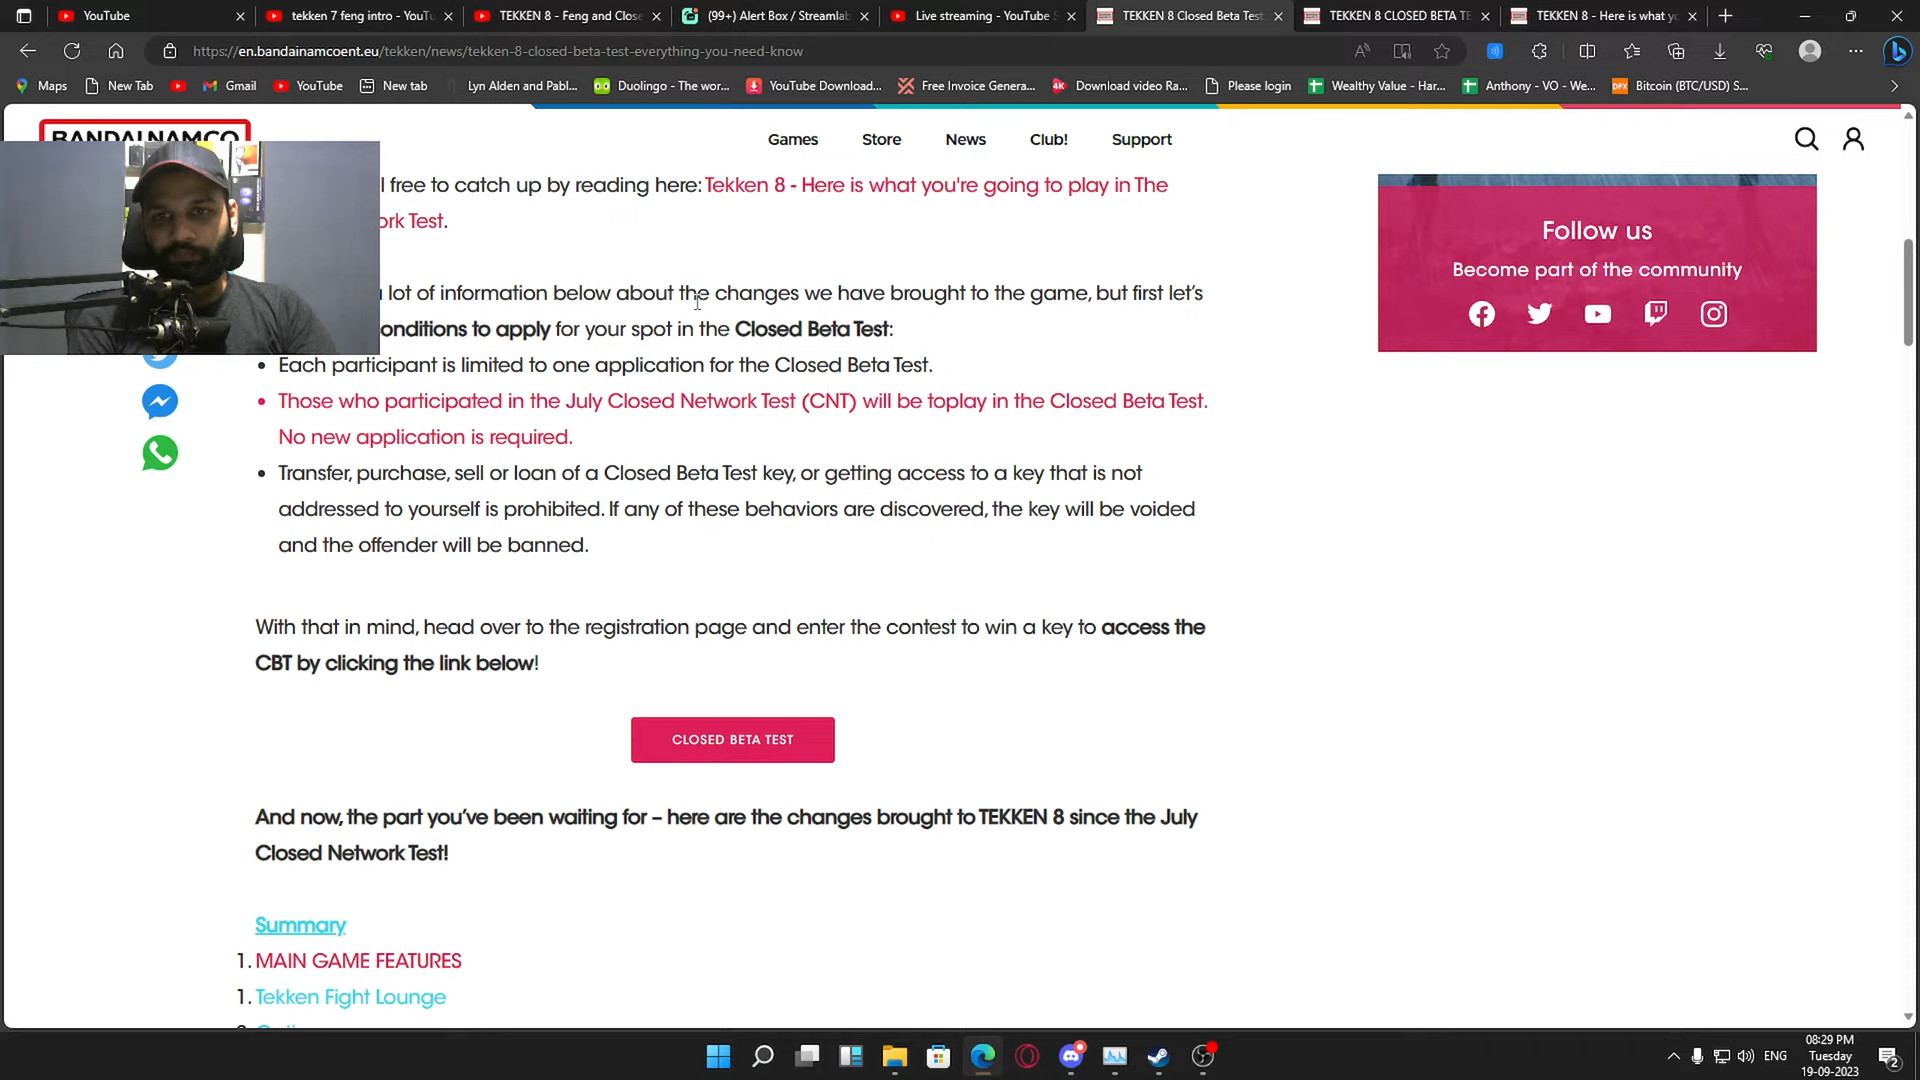 YouTube
tekken 7 feng intro - YouTu
TEKKEN 8 - Feng and Close
(99+) Alert Box / Streamlab
Live streaming - YouTube S
TEKKEN 8 Closed Beta Test
TEKKEN 8 CLOSED BETA TE
TEKKEN 8 - Here is what yo
https://en.bandainamcoent.eu/tekken/news/tekken-8-closed-beta-test-everything-you-need-know
Maps
New Tab
Gmail
YouTube
New tab
Lyn Alden and Pabl...
Duolingo - The wor...
YouTube Download...
Free Invoice Genera...
4K
Download video Ra...
Please login
Wealthy Value - Har...
Anthony - VO - We...
DFX
Bitcoin (BTC/USD) S...
BANDAI NAMCO
Games
Store
News
Club!
Support
l free to catch up by reading here: Tekken 8 - Here is what you're going to play in The
ork Test.
lot of information below about the changes we have brought to the game, but first let's
onditions to apply for your spot in the Closed Beta Test:
• Each participant is limited to one application for the Closed Beta Test.
• Those who participated in the July Closed Network Test (CNT) will be toplay in the Closed Beta Test.
No new application is required.
• Transfer, purchase, sell or loan of a Closed Beta Test key, or getting access to a key that is not
addressed to yourself is prohibited. If any of these behaviors are discovered, the key will be voided
and the offender will be banned.
With that in mind, head over to the registration page and enter the contest to win a key to access the
CBT by clicking the link below!
CLOSED BETA TEST
And now, the part you've been waiting for – here are the changes brought to TEKKEN 8 since the July
Closed Network Test!
Summary
1. MAIN GAME FEATURES
1. Tekken Fight Lounge
Follow us
Become part of the community
ENG
08:29 PM
Tuesday
19-09-2023
2